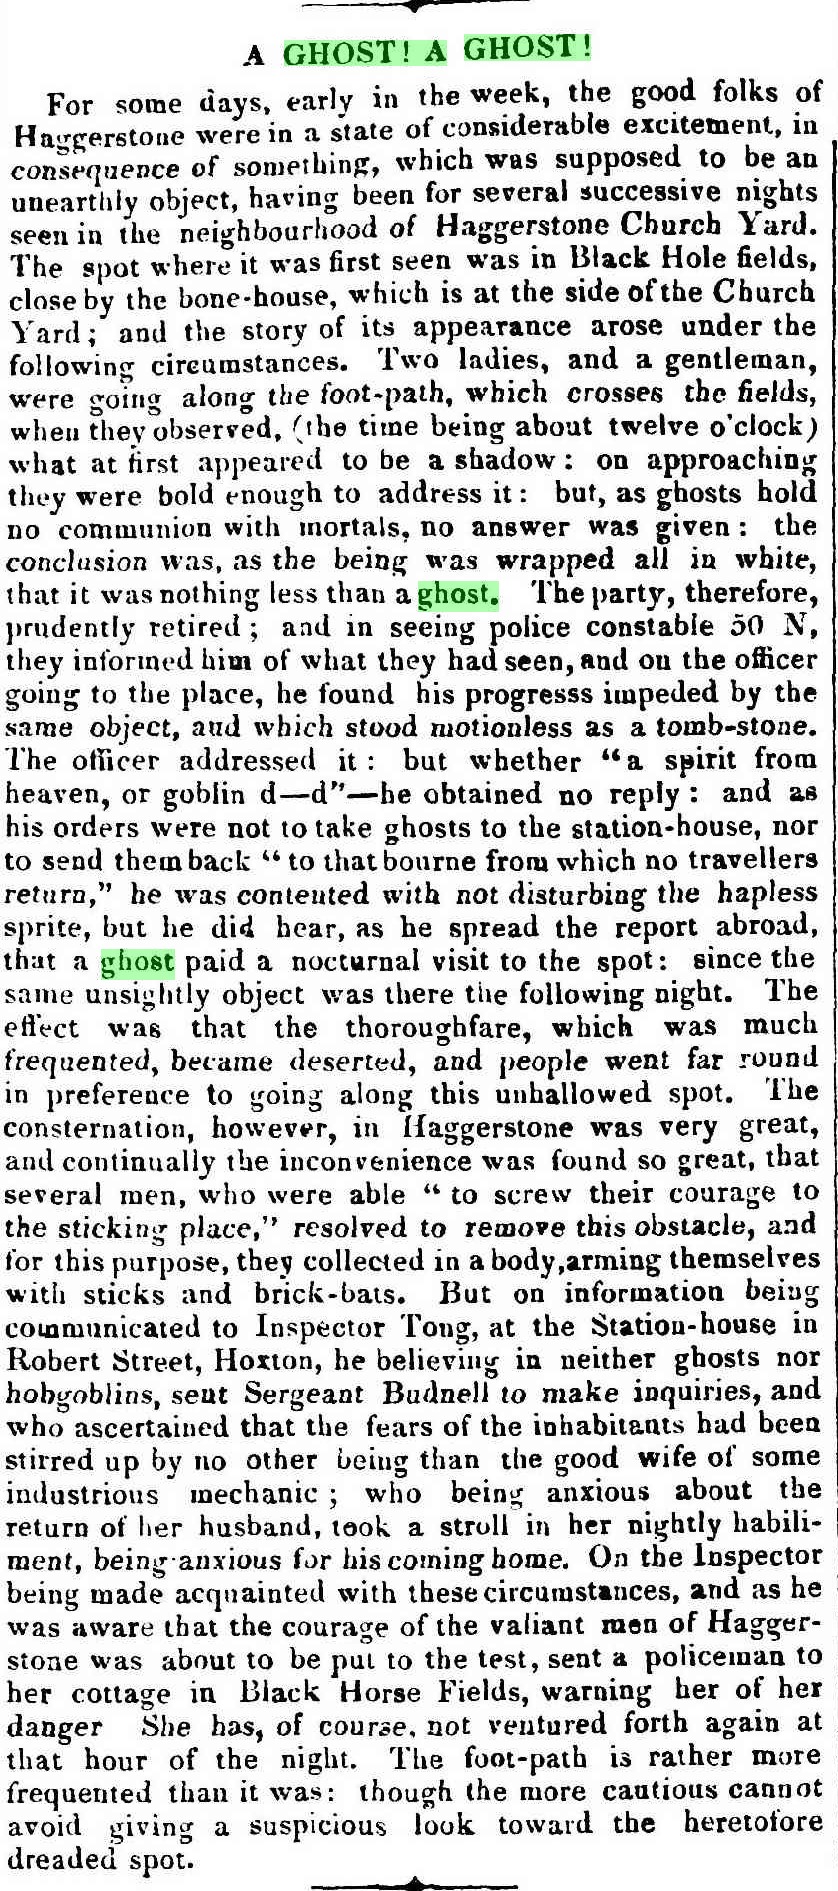 A GHOST! A GHOST!
For some days, early in the week, the good folks of
Haggerstone were in a state of considerable excitement, in
consequence of something, which was supposed to be an
unearthly object, having been for several successive nights
seen in the neighbourhood of Haggerstone Church Yard.
The spot where it was first seen was in Black Hole fields,
close by the bone-house, which is at the side of the Church
Yard; and the story of its appearance arose under the
following circumstances. Two ladies, and a gentleman,
were going along the foot-path, which crosses the fields,
when they observed, (the time being about twelve o'clock)
what at first appeared to be a shadow: on approaching
they were bold enough to address it: but, as ghosts hold
no communion with mortals, no answer was given: the
conclusion was, as the being was wrapped all in white,
that it was nothing less than a ghost. The party, therefore,
prudently retired; and in seeing police constable 50 N,
they informed him of what they had seen, and on the officer
going to the place, he found his progresss impeded by the
same object, and which stood motionless as a tomb-stone.
The officer addressed it: but whether "a spirit from
heaven, or goblin d—d"—he obtained no reply: and as
his orders were not to take ghosts to the station-house, nor
to send them back "to that bourne from which no travellers
return," he was contented with not disturbing the hapless
sprite, but he did hear, as he spread the report abroad,
that a ghost paid a nocturnal visit to the spot: since the
same unsightly object was there the following night. The
effect was that the thoroughfare, which was much
frequented, became deserted, and people went far round
in preference to going along this unhallowed spot. The
consternation, however, in Haggerstone was very great,
and continually the inconvenience was found so great, that
several men, who were able "to screw their courage to
the sticking place," resolved to remove this obstacle, and
for this purpose, they collected in a body, arming themselves
with sticks and brick-bats. But on information being
communicated to Inspector Tong, at the Station-house in
Robert Street, Hoxton, he believing in neither ghosts nor
hobgoblins, sent Sergeant Budnell to make inquiries, and
who ascertained that the fears of the inhabitants had been
stirred up by no other being than the good wife of some
industrious mechanic; who being anxious about the
return of her husband, took a stroll in her nightly habili-
ment, being anxious for his coming home. On the Inspector
being made acquainted with these circumstances, and as he
was aware that the courage of the valiant men of Hagger-
stone was about to be put to the test, sent a policeman to
her cottage in Black Horse Fields, warning her of her
danger She has, of course, not ventured forth again at
that hour of the night. The foot-path is rather more
frequented than it was: though the more cautious cannot
avoid giving a suspicious look toward the heretofore
dreaded spot.